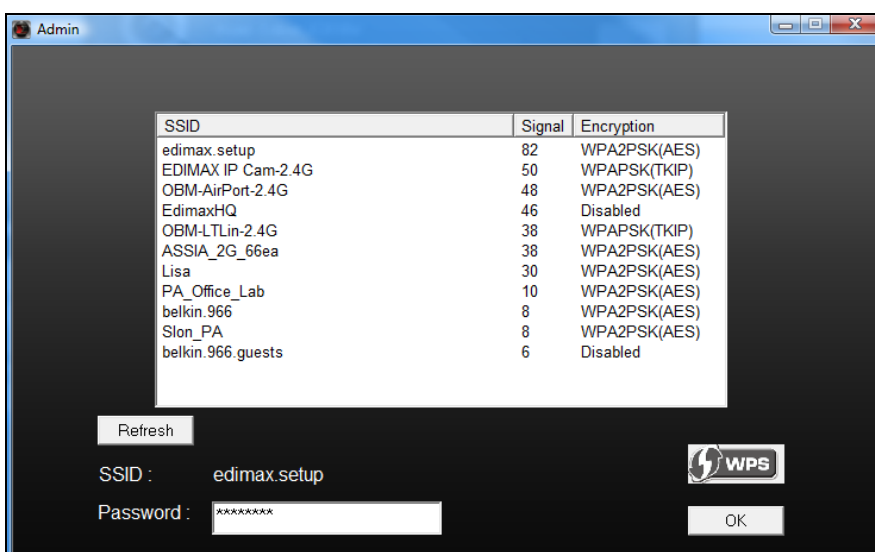 Admin
SSID Signal Encryption
edimax.setup 82 WPA2PSK(AES)
EDIMAX IP Cam-2.4G 50 WPAPSK(TKIP)
OBM-AirPort-2.4G 48 WPA2PSK(AES)
EdimaxHQ 46 Disabled
OBM-LTLin-2.4G 38 WPAPSK(TKIP)
ASSIA_2G_66ea 38 WPA2PSK(AES)
Lisa 30 WPA2PSK(AES)
PA_Office_Lab 10 WPA2PSK(AES)
belkin.966 8 WPA2PSK(AES)
Slon_PA 8 WPA2PSK(AES)
belkin.966.guests 6 Disabled
Refresh
WPS
SSID : edimax.setup
Password : ********
OK